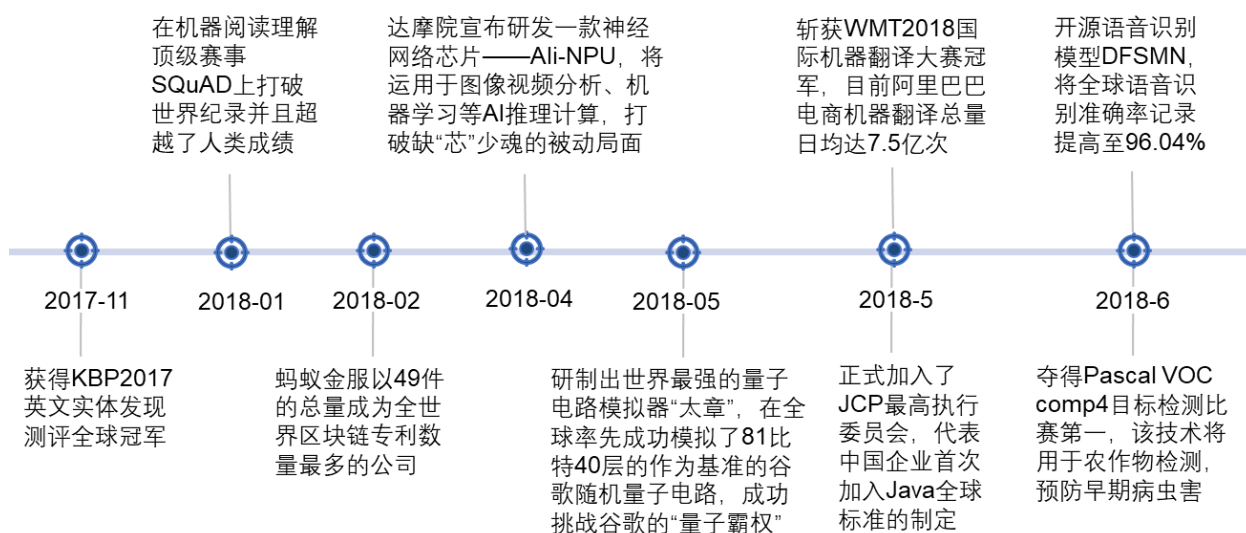 在机器阅读理解
顶级赛事
SQuAD上打破
世界纪录并且超
越了人类成绩
达摩院宣布研发一款神经
网络芯片——Ali-NPU，将
运用于图像视频分析、机
器学习等AI推理计算，打
破缺“芯”少魂的被动局面
斩获WMT2018国
际机器翻译大赛冠
军，目前阿里巴巴
电商机器翻译总量
日均达7.5亿次
开源语音识别
模型DFSMN，
将全球语音识
别准确率记录
提高至96.04%
2017-11
2018-01
2018-02
2018-04
2018-05
2018-5
2018-6
获得KBP2017
英文实体发现
测评全球冠军
蚂蚁金服以49件
的总量成为全世
界区块链专利数
量最多的公司
研制出世界最强的量子
电路模拟器“太章”，在全
球率先成功模拟了81比
特40层的作为基准的谷
歌随机量子电路，成功
挑战谷歌的“量子霸权”
正式加入了
JCP最高执行
委员会，代表
中国企业首次
加入Java全球
标准的制定
夺得Pascal VOC
comp4目标检测比
赛第一，该技术将
用于农作物检测，
预防早期病虫害